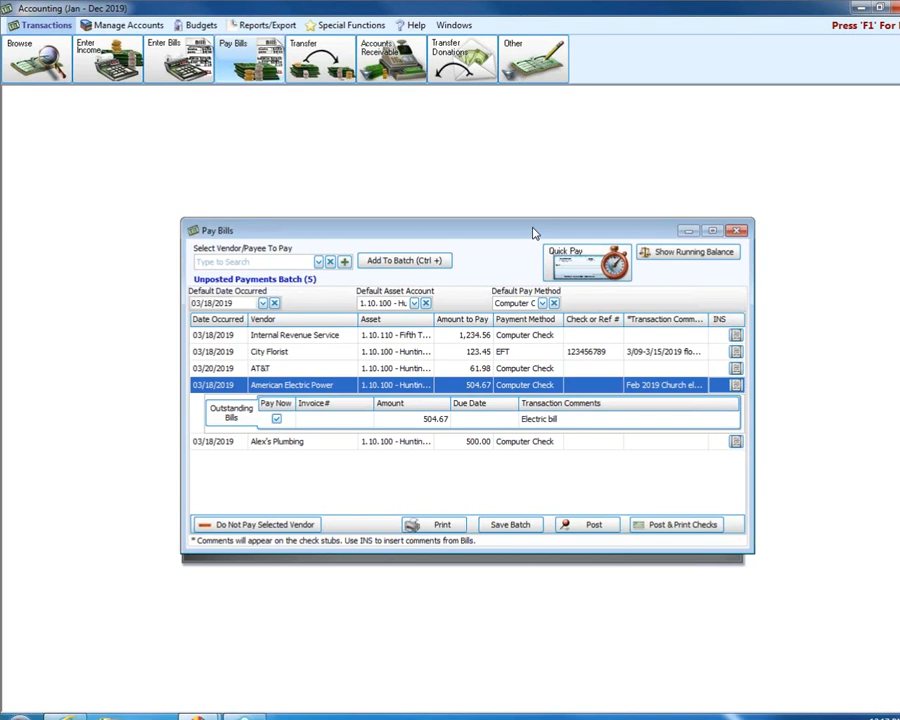 Accounting (Jan - Dec 2019)
Transactions Manage Accounts Budgets Reports/Export Special Functions Help Windows Press 'F1' For
Browse
Enter Income
Enter Bills
Pay Bills
Transfer
Accounts Receivable
Transfer Donations
Other
Pay Bills
Select Vendor/Payee To Pay
Type to Search Add To Batch (Ctrl +) Quick Pay Show Running Balance
Unposted Payments Batch (5)
Default Date Occurred Default Asset Account Default Pay Method
03/18/2019 1.10.100 - Hu Computer C
Date Occurred Vendor Asset Amount to Pay Payment Method Check or Ref # *Transaction Comm... INS
03/18/2019 Internal Revenue Service 1.10.110 - Fifth T... 1,234.56 Computer Check
03/18/2019 City Florist 1.10.100 - Huntin... 123.45 EFT 123456789 3/09-3/15/2019 flo...
03/20/2019 AT&T 1.10.100 - Huntin... 61.98 Computer Check
03/18/2019 American Electric Power 1.10.100 - Huntin... 504.67 Computer Check Feb 2019 Church el...
Outstanding Bills Pay Now Invoice# Amount Due Date Transaction Comments
504.67 Electric bill
03/18/2019 Alex's Plumbing 1.10.100 - Huntin... 500.00 Computer Check
Do Not Pay Selected Vendor Print Save Batch Post Post & Print Checks
* Comments will appear on the check stubs. Use INS to insert comments from Bills.